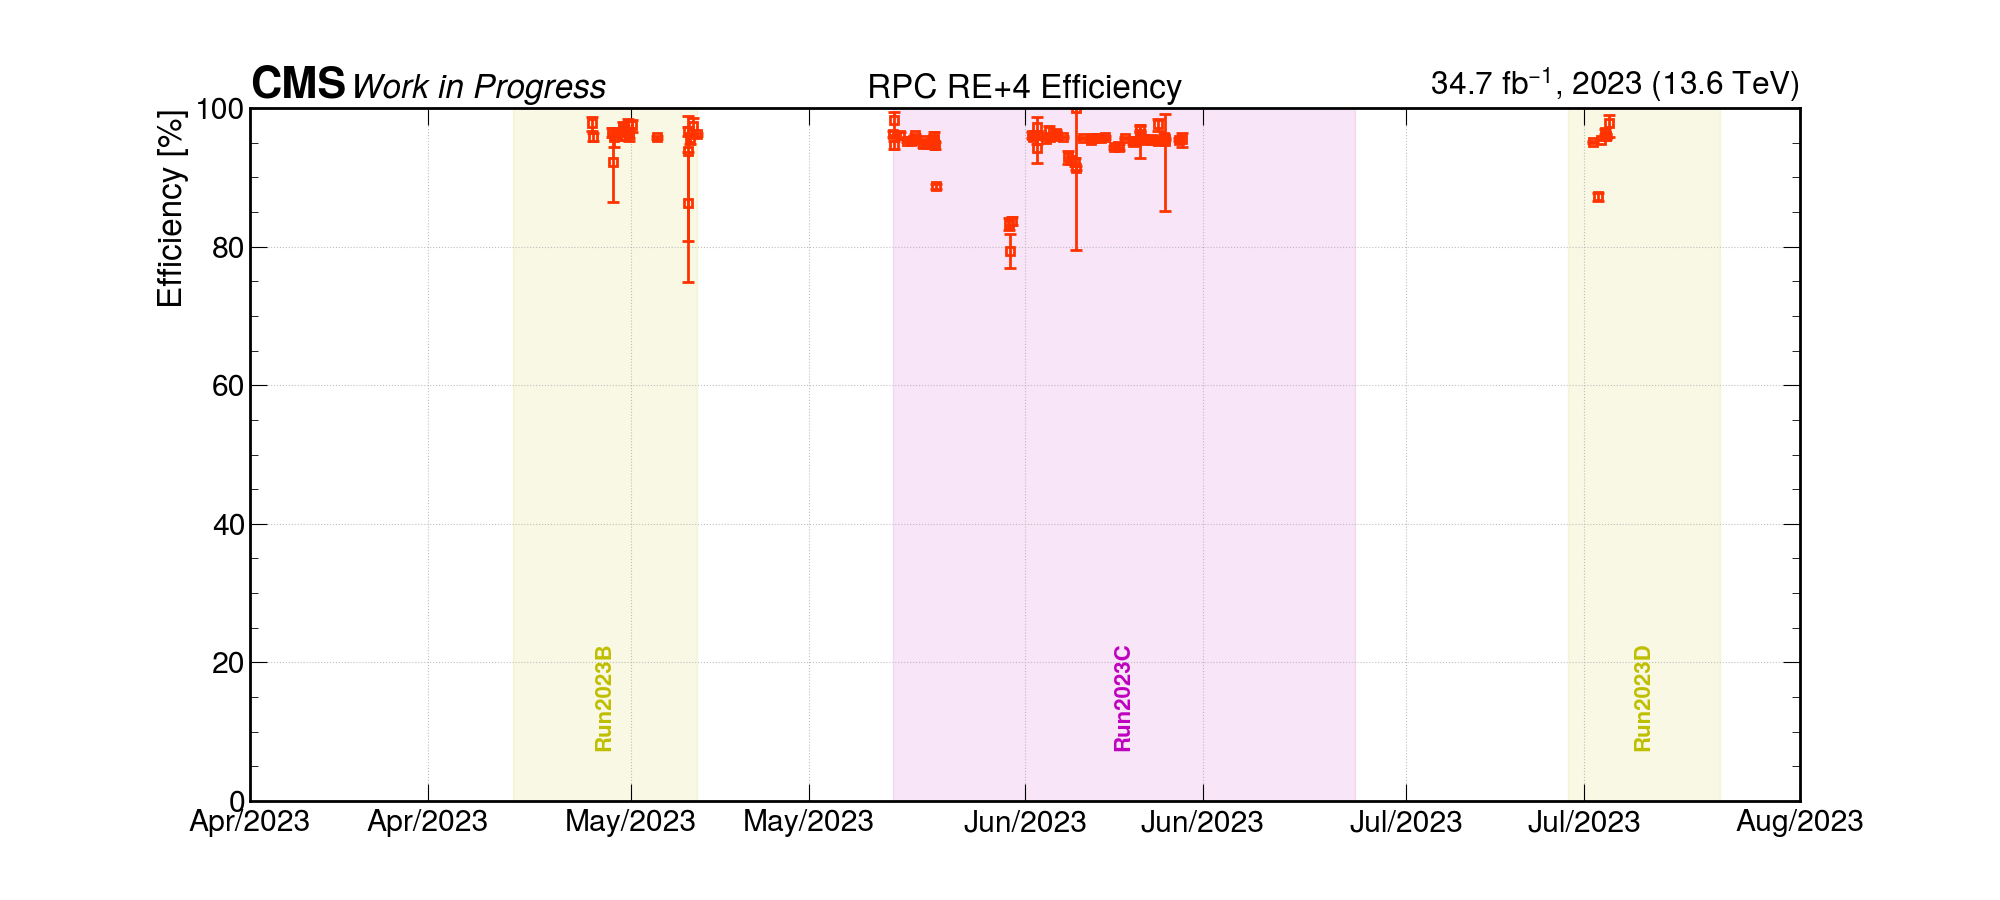 CMS Work in Progress RPC RE+4 Efficiency 34.7 fb⁻¹, 2023 (13.6 TeV)
Efficiency [%]
100
80
60
40
20
0
Run2023B
Run2023C
Run2023D
Apr/2023 Apr/2023 May/2023 May/2023 Jun/2023 Jun/2023 Jul/2023 Jul/2023 Aug/2023